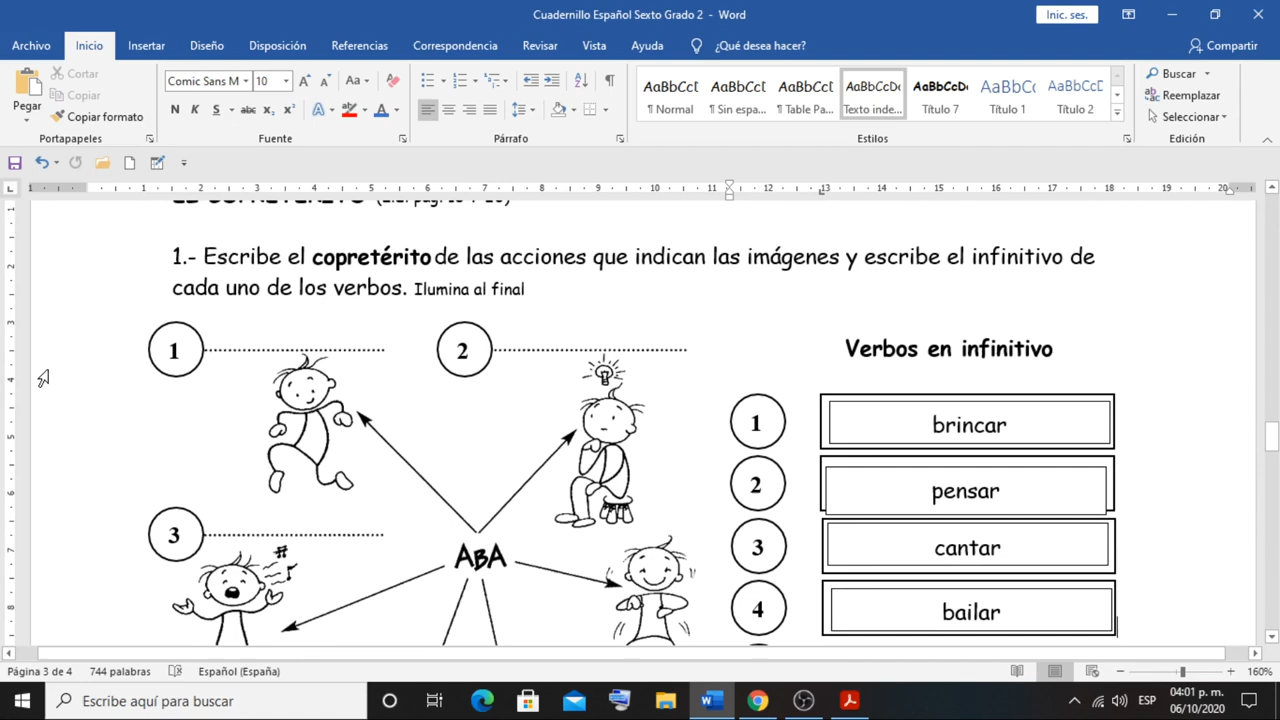 Cuadernillo Español Sexto Grado 2 - Word
Inic. ses.
Archivo Inicio Insertar Diseño Disposición Referencias Correspondencia Revisar Vista Ayuda ¿Qué desea hacer? Compartir
Pegar
Cortar
Copiar
Copiar formato
Portapapeles
Comic Sans M 10
Fuente
Párrafo
AaBbCcI AaBbCcI AaBbCcI AaBbCcDc AaBbCcDc AaBbCc AaBbCcD
¶ Normal ¶ Sin espa... ¶ Table Pa... Texto inde... Título 7 Título 1 Título 2
Estilos
Buscar
Reemplazar
Seleccionar
Edición
1.- Escribe el copretérito de las acciones que indican las imágenes y escribe el infinitivo de
cada uno de los verbos. Ilumina al final
1
2
Verbos en infinitivo
1 brincar
2 pensar
3
3 cantar
ABA
4 bailar
Página 3 de 4 744 palabras Español (España) 160%
Escribe aquí para buscar
ESP
04:01 p. m.
06/10/2020